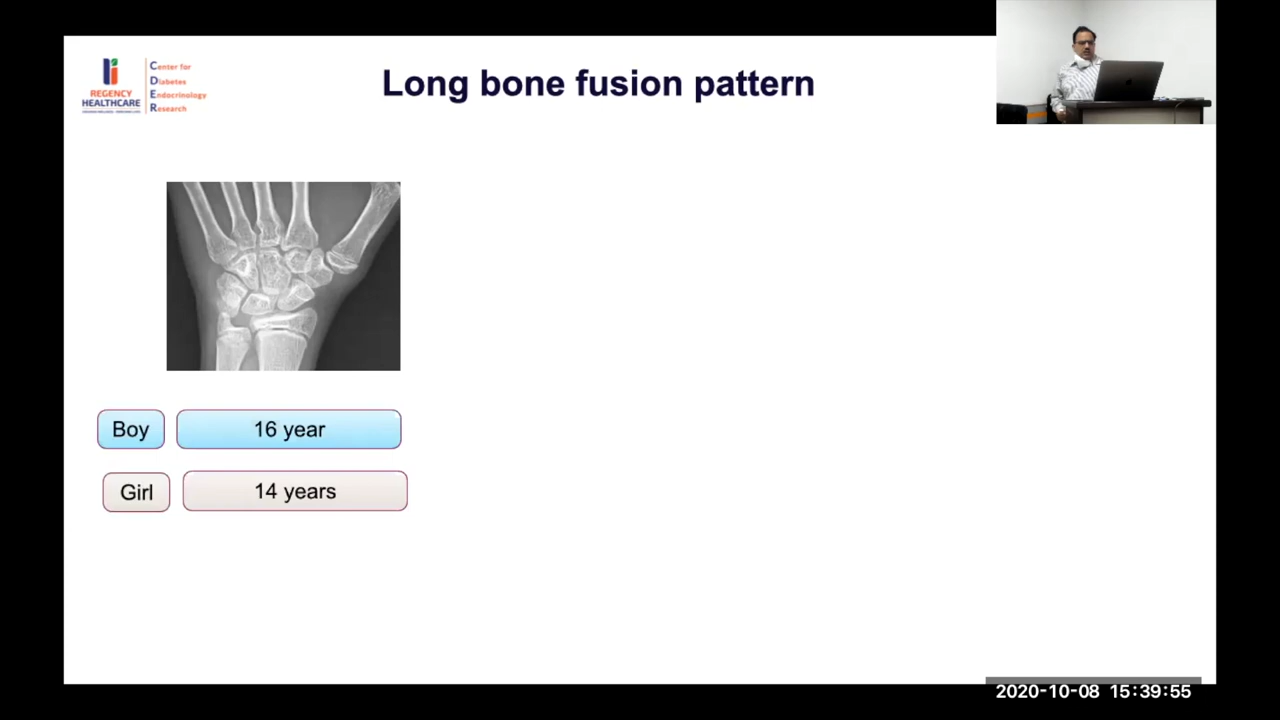 REGENCY
HEALTHCARE
Center for
Diabetes
Endocrinology
Research
Long bone fusion pattern
Boy
16 year
Girl
14 years
2020-10-08 15:39:55